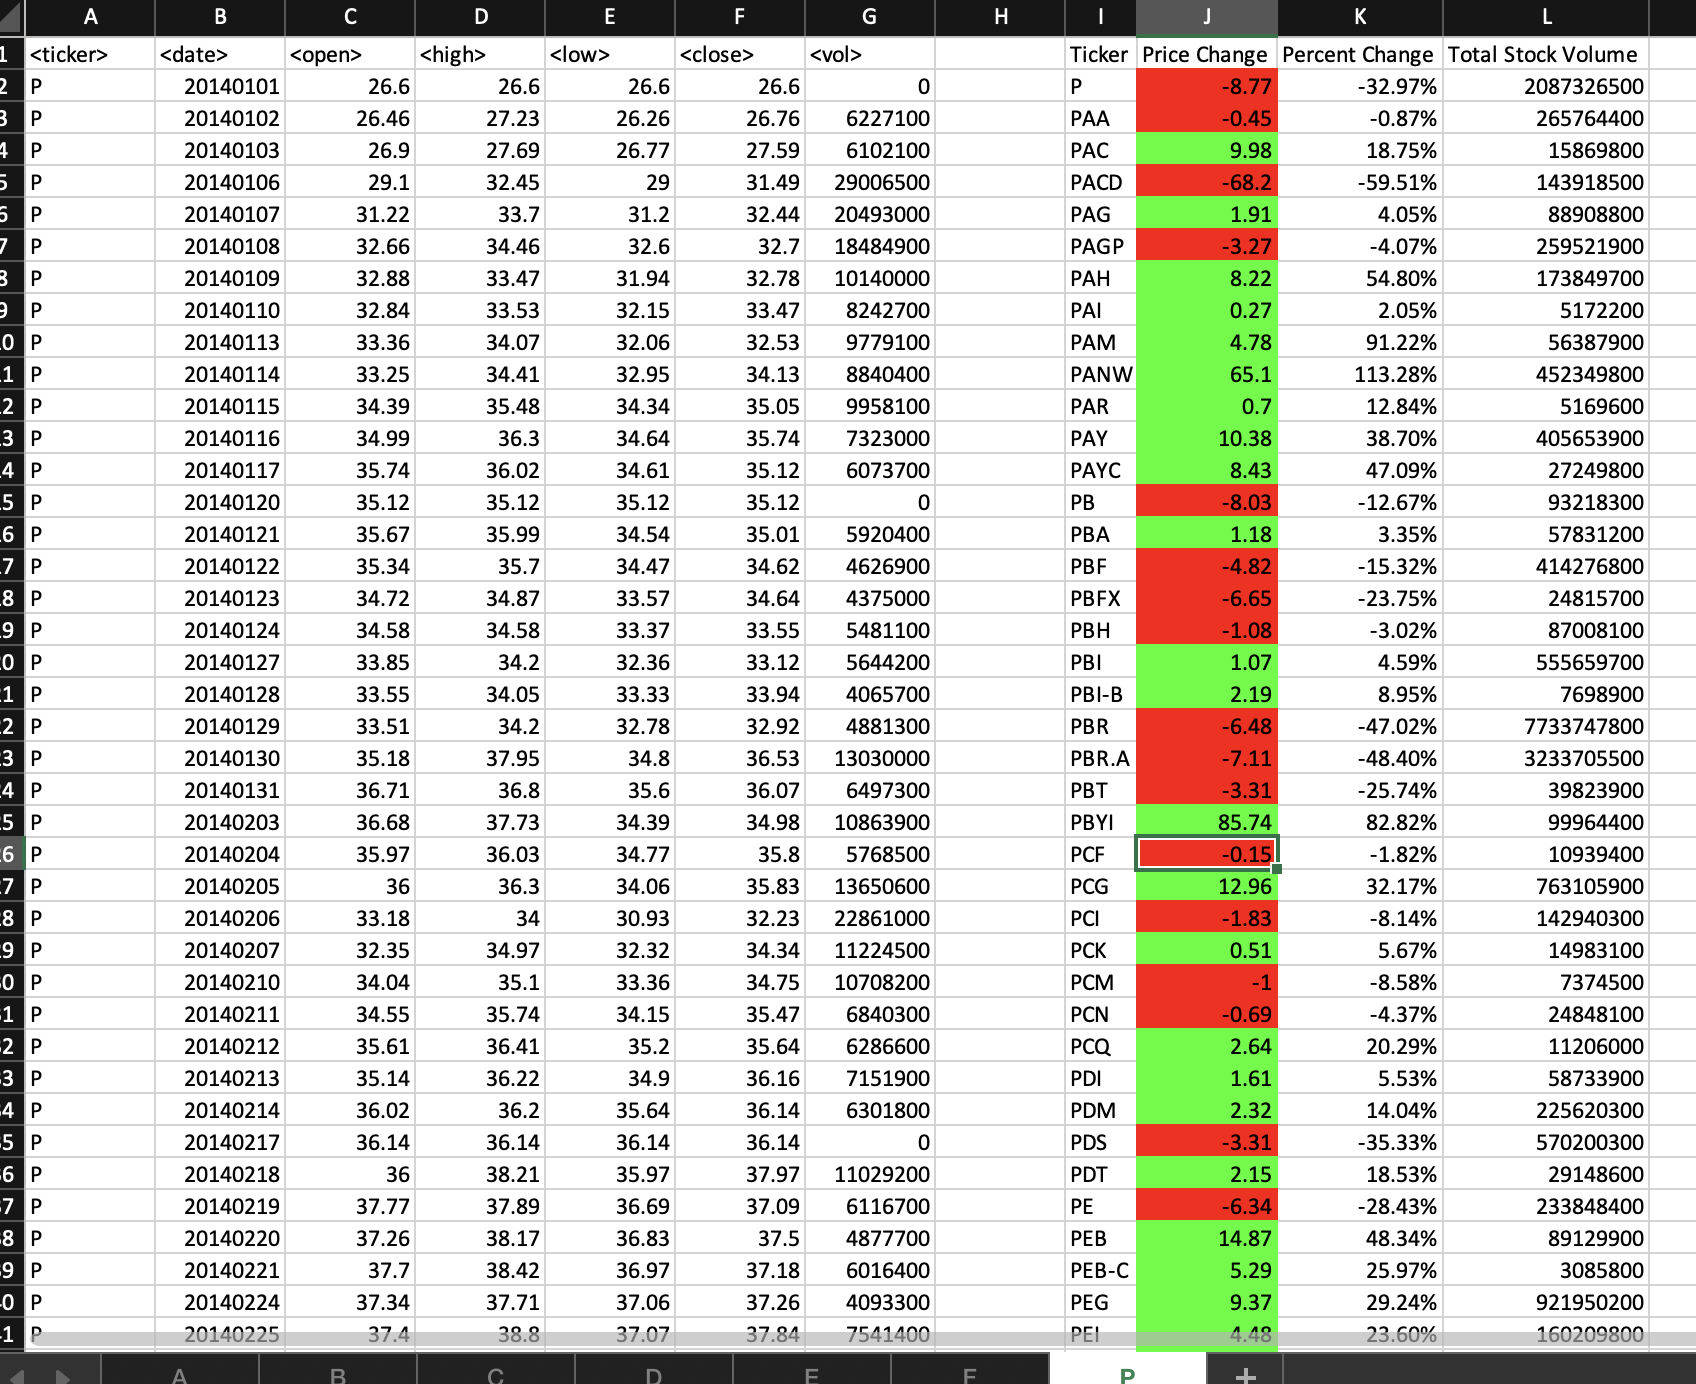 A B C D E F G H I J K L
1 <ticker> <date> <open> <high> <low> <close> <vol> Ticker Price Change Percent Change Total Stock Volume
2 P 20140101 26.6 26.6 26.6 26.6 0 P -8.77 -32.97% 2087326500
3 P 20140102 26.46 27.23 26.26 26.76 6227100 PAA -0.45 -0.87% 265764400
4 P 20140103 26.9 27.69 26.77 27.59 6102100 PAC 9.98 18.75% 15869800
5 P 20140106 29.1 32.45 29 31.49 29006500 PACD -68.2 -59.51% 143918500
6 P 20140107 31.22 33.7 31.2 32.44 20493000 PAG 1.91 4.05% 88908800
7 P 20140108 32.66 34.46 32.6 32.7 18484900 PAGP -3.27 -4.07% 259521900
8 P 20140109 32.88 33.47 31.94 32.78 10140000 PAH 8.22 54.80% 173849700
9 P 20140110 32.84 33.53 32.15 33.47 8242700 PAI 0.27 2.05% 5172200
0 P 20140113 33.36 34.07 32.06 32.53 9779100 PAM 4.78 91.22% 56387900
1 P 20140114 33.25 34.41 32.95 34.13 8840400 PANW 65.1 113.28% 452349800
2 P 20140115 34.39 35.48 34.34 35.05 9958100 PAR 0.7 12.84% 5169600
3 P 20140116 34.99 36.3 34.64 35.74 7323000 PAY 10.38 38.70% 405653900
4 P 20140117 35.74 36.02 34.61 35.12 6073700 PAYC 8.43 47.09% 27249800
5 P 20140120 35.12 35.12 35.12 35.12 0 PB -8.03 -12.67% 93218300
6 P 20140121 35.67 35.99 34.54 35.01 5920400 PBA 1.18 3.35% 57831200
7 P 20140122 35.34 35.7 34.47 34.62 4626900 PBF -4.82 -15.32% 414276800
8 P 20140123 34.72 34.87 33.57 34.64 4375000 PBFX -6.65 -23.75% 24815700
9 P 20140124 34.58 34.58 33.37 33.55 5481100 PBH -1.08 -3.02% 87008100
0 P 20140127 33.85 34.2 32.36 33.12 5644200 PBI 1.07 4.59% 555659700
1 P 20140128 33.55 34.05 33.33 33.94 4065700 PBI-B 2.19 8.95% 7698900
2 P 20140129 33.51 34.2 32.78 32.92 4881300 PBR -6.48 -47.02% 7733747800
3 P 20140130 35.18 37.95 34.8 36.53 13030000 PBR.A -7.11 -48.40% 3233705500
4 P 20140131 36.71 36.8 35.6 36.07 6497300 PBT -3.31 -25.74% 39823900
5 P 20140203 36.68 37.73 34.39 34.98 10863900 PBYI 85.74 82.82% 99964400
6 P 20140204 35.97 36.03 34.77 35.8 5768500 PCF -0.15 -1.82% 10939400
7 P 20140205 36 36.3 34.06 35.83 13650600 PCG 12.96 32.17% 763105900
8 P 20140206 33.18 34 30.93 32.23 22861000 PCI -1.83 -8.14% 142940300
9 P 20140207 32.35 34.97 32.32 34.34 11224500 PCK 0.51 5.67% 14983100
0 P 20140210 34.04 35.1 33.36 34.75 10708200 PCM -1 -8.58% 7374500
1 P 20140211 34.55 35.74 34.15 35.47 6840300 PCN -0.69 -4.37% 24848100
2 P 20140212 35.61 36.41 35.2 35.64 6286600 PCQ 2.64 20.29% 11206000
3 P 20140213 35.14 36.22 34.9 36.16 7151900 PDI 1.61 5.53% 58733900
4 P 20140214 36.02 36.2 35.64 36.14 6301800 PDM 2.32 14.04% 225620300
5 P 20140217 36.14 36.14 36.14 36.14 0 PDS -3.31 -35.33% 570200300
6 P 20140218 36 38.21 35.97 37.97 11029200 PDT 2.15 18.53% 29148600
7 P 20140219 37.77 37.89 36.69 37.09 6116700 PE -6.34 -28.43% 233848400
8 P 20140220 37.26 38.17 36.83 37.5 4877700 PEB 14.87 48.34% 89129900
9 P 20140221 37.7 38.42 36.97 37.18 6016400 PEB-C 5.29 25.97% 3085800
0 P 20140224 37.34 37.71 37.06 37.26 4093300 PEG 9.37 29.24% 921950200
1 P 20140225 37.4 38.8 37.07 37.84 7541400 PEI 4.48 23.60% 160209800
A B C D E F P +